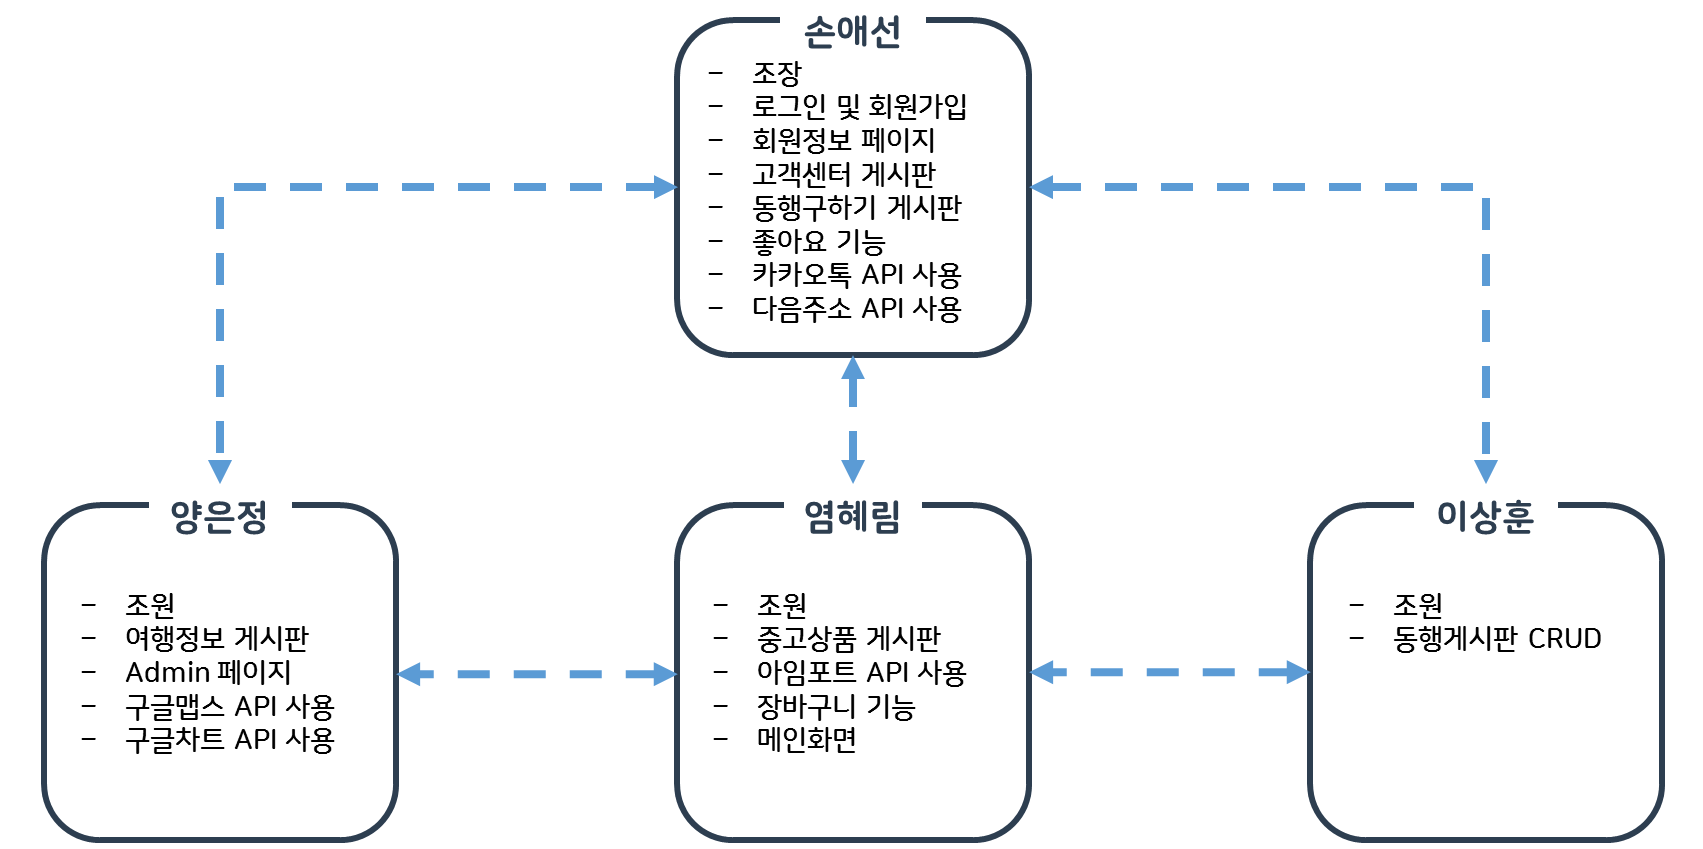 손애선
- 조장
- 로그인 및 회원가입
- 회원정보 페이지
- 고객센터 게시판
- 동행구하기 게시판
- 좋아요 기능
- 카카오톡 API 사용
- 다음주소 API 사용
양은정
- 조원
- 여행정보 게시판
- Admin 페이지
- 구글맵스 API 사용
- 구글차트 API 사용
염혜림
- 조원
- 중고상품 게시판
- 아임포트 API 사용
- 장바구니 기능
- 메인화면
이상훈
- 조원
- 동행게시판 CRUD